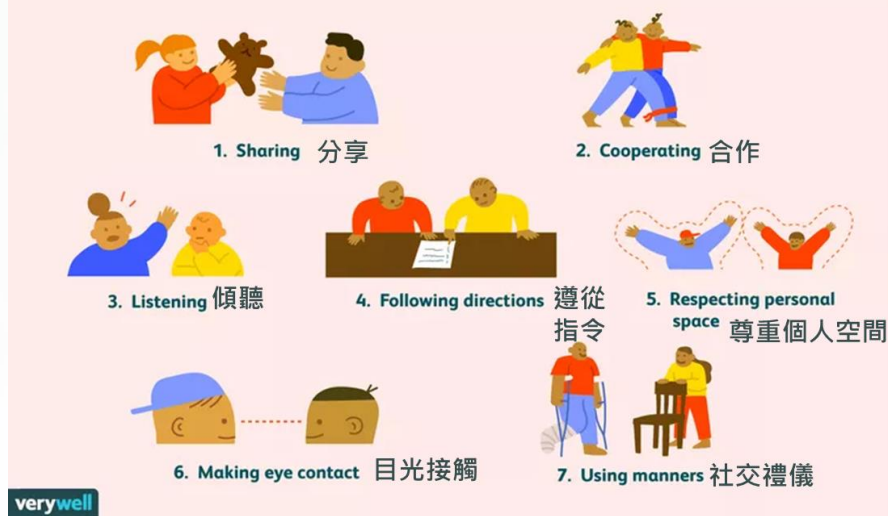 1. Sharing 分享
2. Cooperating 合作
3. Listening 傾聽
4. Following directions 遵從
指令
5. Respecting personal
space 尊重個人空間
6. Making eye contact 目光接觸
7. Using manners 社交禮儀
verywell